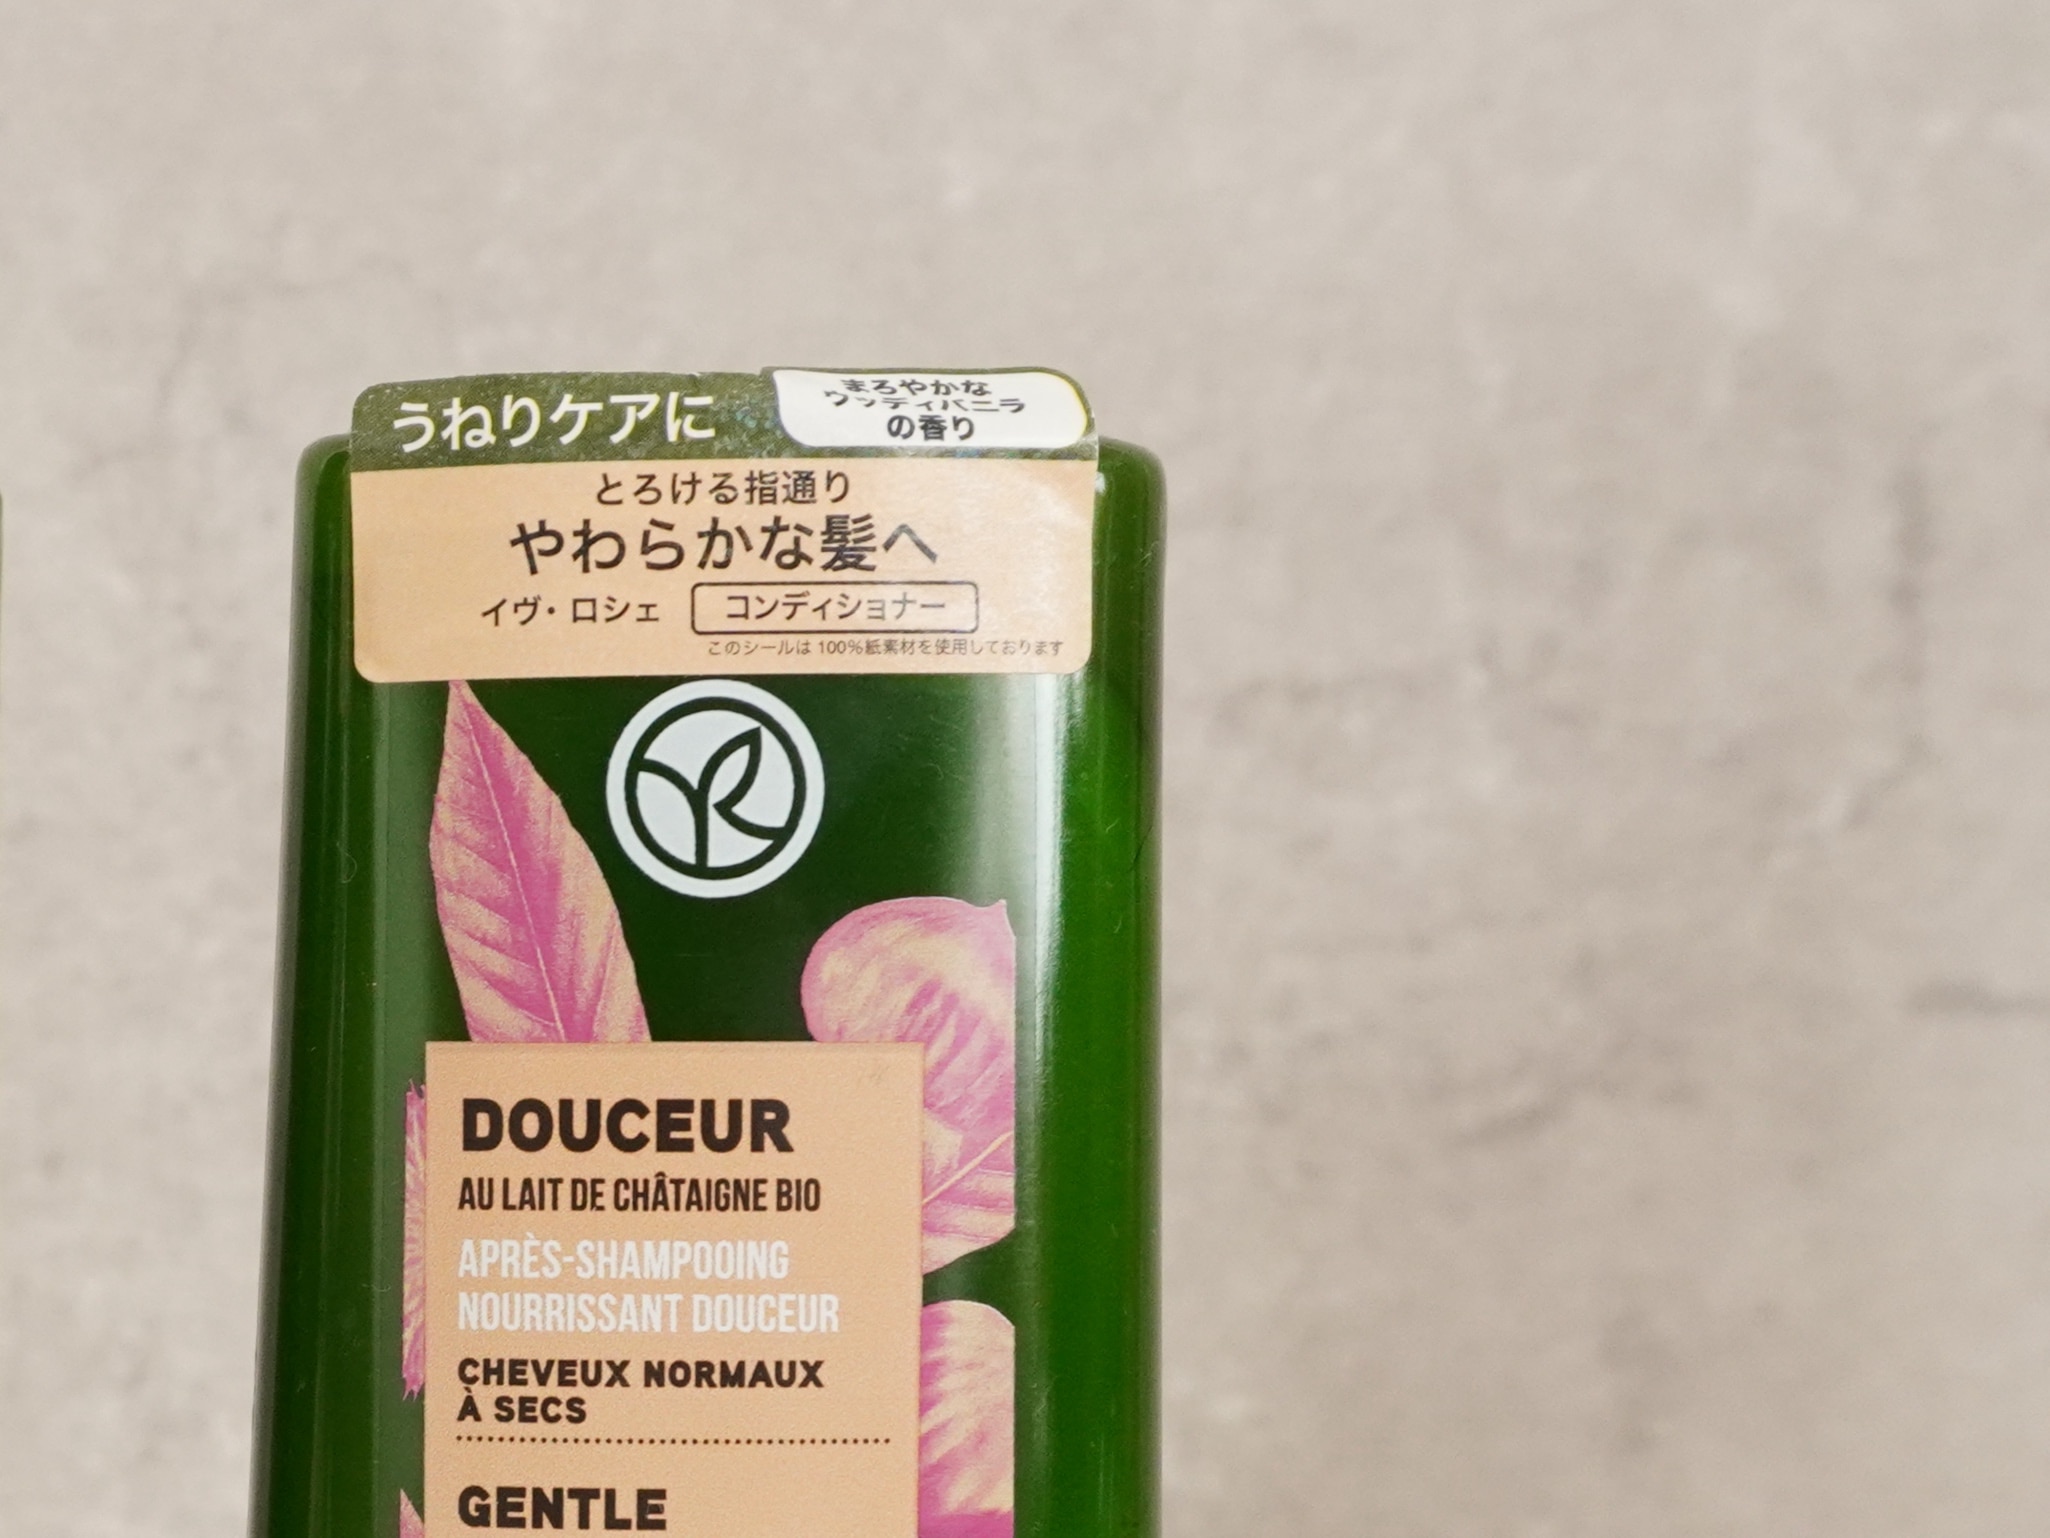 うねりケアに
まろやかな
ウッディバニラ
の香り
とろける指通り
やわらかな髪へ
イヴ・ロシェ コンディショナー
このシールは100%紙素材を使用しております
DOUCEUR
AU LAIT DE CHÂTAIGNE BIO
APRÈS-SHAMPOOING
NOURRISSANT DOUCEUR
CHEVEUX NORMAUX
À SECS
GENTLE